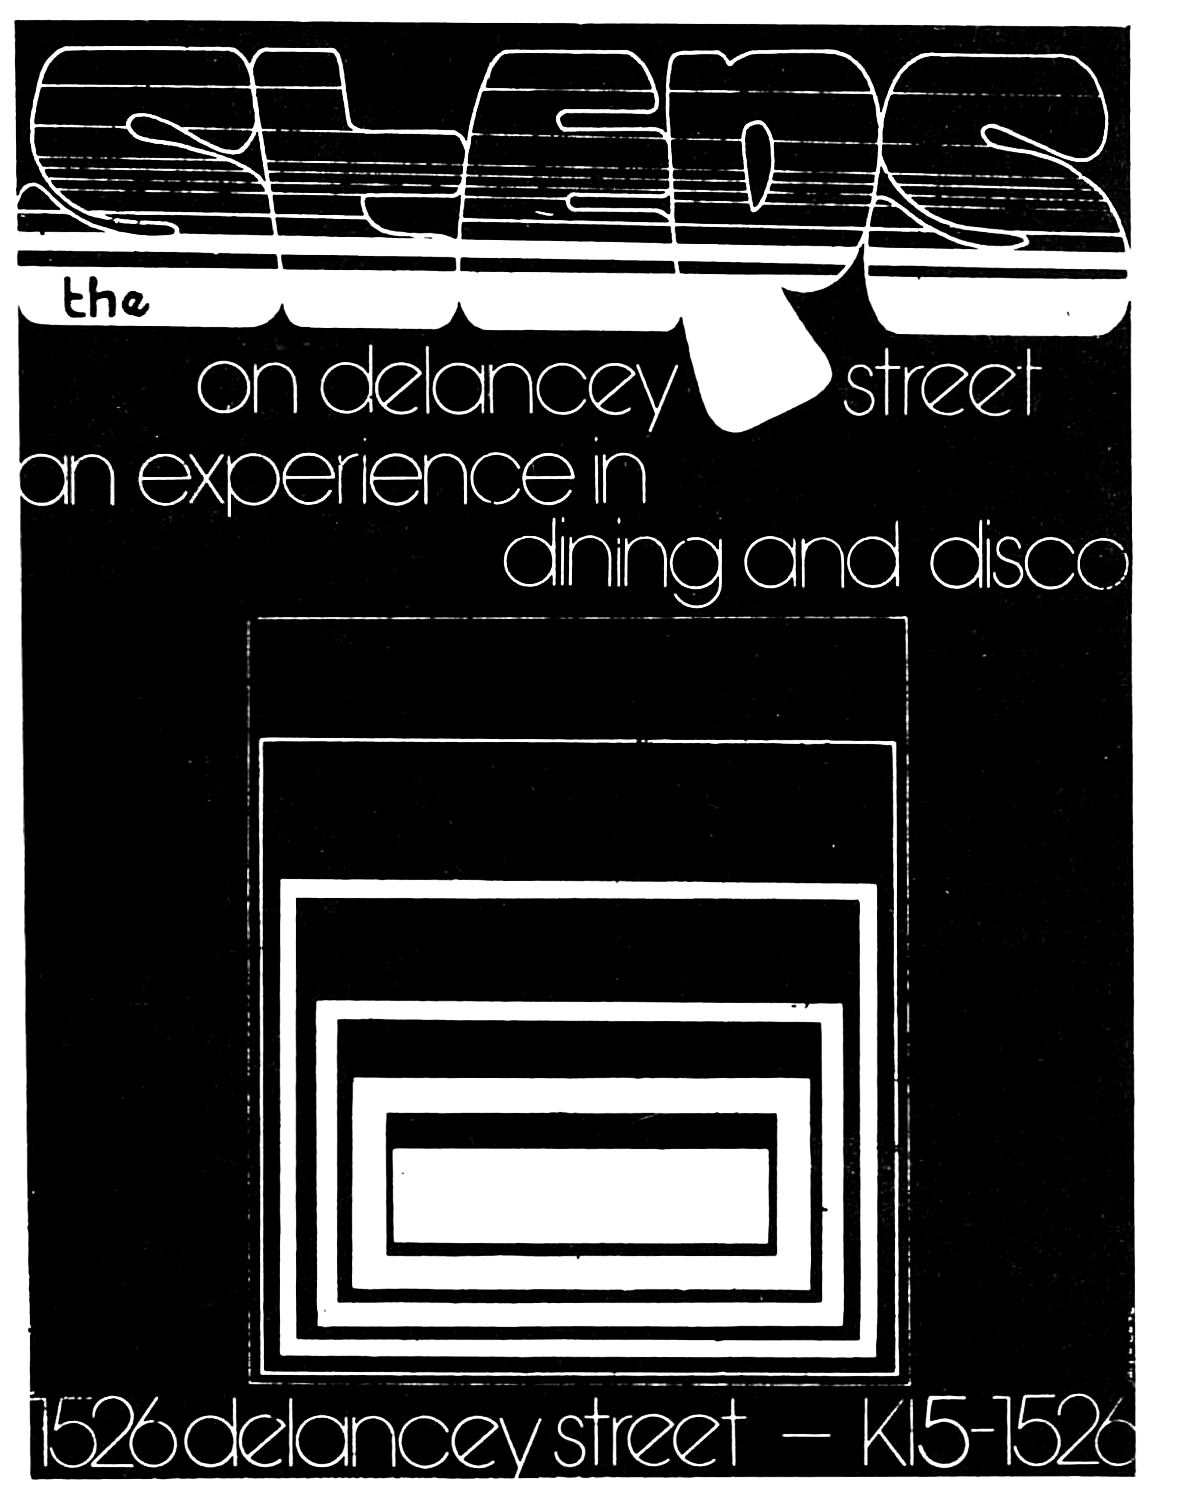 the
steps
on delancey street
an experience in
dining and disco
1526 delancey street — KI5-1526